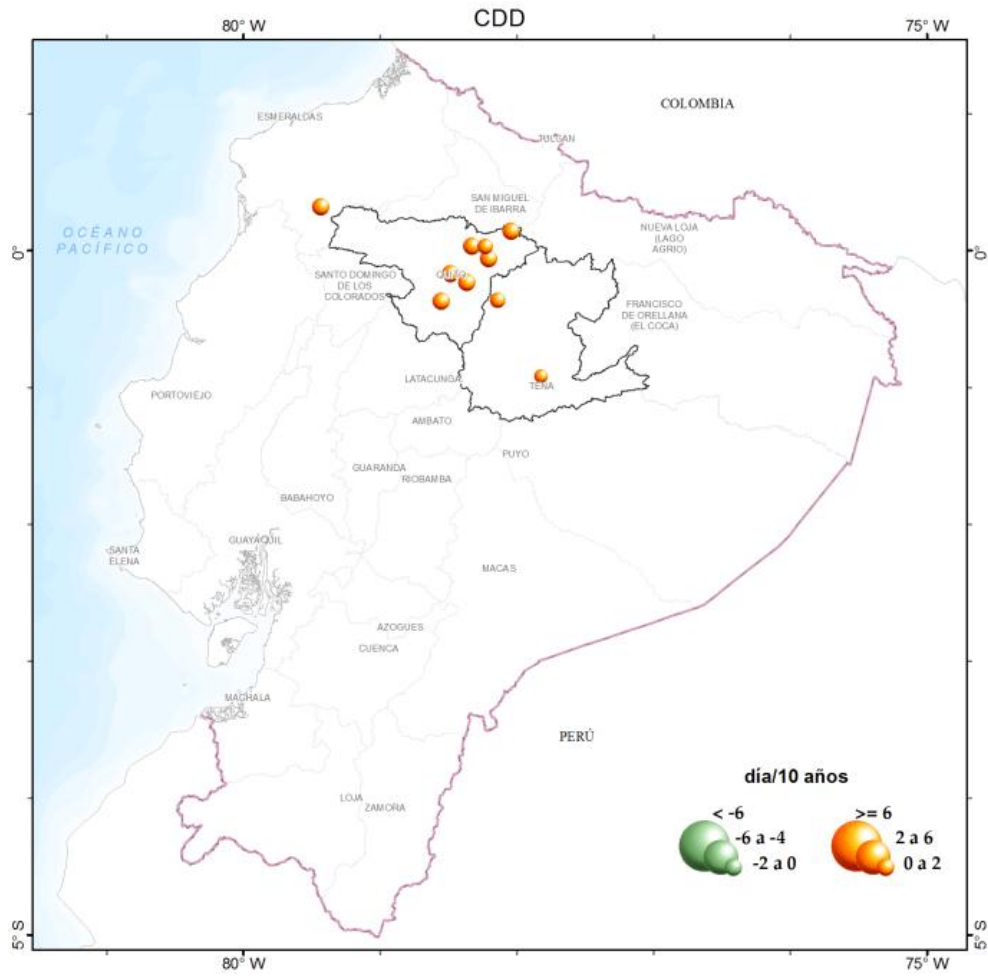 CDD
80° W
75° W
COLOMBIA
ESMERALDAS
TULCAN
SAN MIGUEL
DE IBARRA
OCÉANO
PACÍFICO
NUEVA LOJA
(LAGO
AGRIO)
0°
0°
QUITO
SANTO DOMINGO
DE LOS
COLORADOS
FRANCISCO
DE ORELLANA
(EL COCA)
LATACUNGA
TENA
PORTOVIEJO
AMBATO
PUYO
GUARANDA
RIOBAMBA
BABAHOYO
GUAYAQUIL
SANTA
ELENA
MACAS
AZOGUES
CUENCA
MACHALA
PERÚ
LOJA
ZAMORA
día/10 años
< -6
-6 a -4
-2 a 0
>= 6
2 a 6
0 a 2
5° S
5° S
80° W
75° W